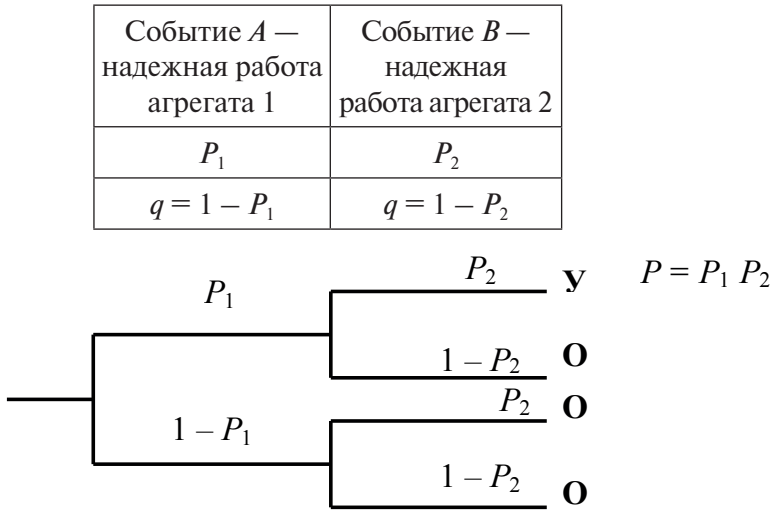 Событие A — Событие B —
надежная работа надежная
агрегата 1 работа агрегата 2
P₁ P₂
q = 1 – P₁ q = 1 – P₂
P₂ У P = P₁ P₂
P₁
1 – P₂ О
P₂ О
1 – P₁
1 – P₂ О